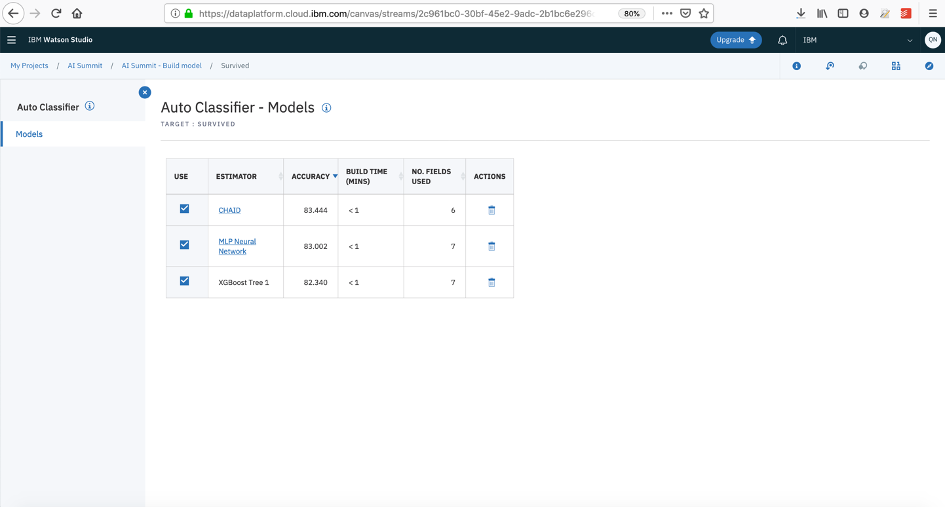 https://dataplatform.cloud.ibm.com/canvas/streams/2c961bc0-30bf-45e2-9adc-2b1bc6e296
80%
IBM Watson Studio
Upgrade
IBM
QN
My Projects / AI Summit / AI Summit - Build model / Survived
Auto Classifier
Models
Auto Classifier - Models
TARGET : SURVIVED
USE ESTIMATOR ACCURACY BUILD TIME (MINS) NO. FIELDS USED ACTIONS
CHAID 83.444 < 1 6
MLP Neural Network 83.002 < 1 7
XGBoost Tree 1 82.340 < 1 7